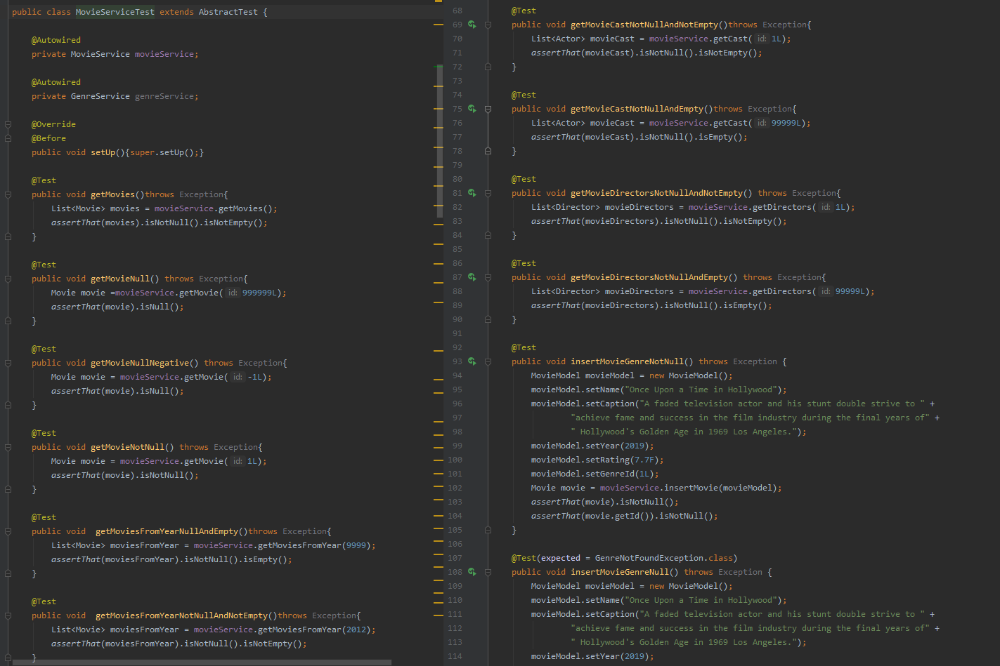 public class MovieServiceTest extends AbstractTest {
@Autowired
private MovieService movieService;
@Autowired
private GenreService genreService;
@Override
@Before
public void setUp(){super.setUp();}
@Test
public void getMovies()throws Exception{
List<Movie> movies = movieService.getMovies();
assertThat(movies).isNotNull().isNotEmpty();
}
@Test
public void getMovieNull() throws Exception{
Movie movie =movieService.getMovie( id: 999999L);
assertThat(movie).isNull();
}
@Test
public void getMovieNullNegative() throws Exception{
Movie movie = movieService.getMovie( id: -1L);
assertThat(movie).isNull();
}
@Test
public void getMovieNotNull() throws Exception{
Movie movie = movieService.getMovie( id: 1L);
assertThat(movie).isNotNull();
}
@Test
public void  getMoviesFromYearNullAndEmpty()throws Exception{
List<Movie> moviesFromYear = movieService.getMoviesFromYear(9999);
assertThat(moviesFromYear).isNotNull().isEmpty();
}
@Test
public void  getMoviesFromYearNotNullAndNotEmpty()throws Exception{
List<Movie> moviesFromYear = movieService.getMoviesFromYear(2012);
assertThat(moviesFromYear).isNotNull().isNotEmpty();
}
68 @Test
69 public void getMovieCastNotNullAndNotEmpty()throws Exception{
70 List<Actor> movieCast = movieService.getCast( id: 1L);
71 assertThat(movieCast).isNotNull().isNotEmpty();
72 }
73
74 @Test
75 public void getMovieCastNotNullAndEmpty()throws Exception{
76 List<Actor> movieCast = movieService.getCast( id: 99999L);
77 assertThat(movieCast).isNotNull().isEmpty();
78 }
79
80 @Test
81 public void getMovieDirectorsNotNullAndNotEmpty() throws Exception{
82 List<Director> movieDirectors = movieService.getDirectors( id: 1L);
83 assertThat(movieDirectors).isNotNull().isNotEmpty();
84 }
85
86 @Test
87 public void getMovieDirectorsNotNullAndEmpty() throws Exception{
88 List<Director> movieDirectors = movieService.getDirectors( id: 99999L);
89 assertThat(movieDirectors).isNotNull().isEmpty();
90 }
91
92 @Test
93 public void insertMovieGenreNotNull() throws Exception {
94 MovieModel movieModel = new MovieModel();
95 movieModel.setName("Once Upon a Time in Hollywood");
96 movieModel.setCaption("A faded television actor and his stunt double strive to " +
97 "achieve fame and success in the film industry during the final years of" +
98 " Hollywood's Golden Age in 1969 Los Angeles.");
99 movieModel.setYear(2019);
100 movieModel.setRating(7.7F);
101 movieModel.setGenreId(1L);
102 Movie movie = movieService.insertMovie(movieModel);
103 assertThat(movie).isNotNull();
104 assertThat(movie.getId()).isNotNull();
105 }
106
107 @Test(expected = GenreNotFoundException.class)
108 public void insertMovieGenreNull() throws Exception {
109 MovieModel movieModel = new MovieModel();
110 movieModel.setName("Once Upon a Time in Hollywood");
111 movieModel.setCaption("A faded television actor and his stunt double strive to " +
112 "achieve fame and success in the film industry during the final years of" +
113 " Hollywood's Golden Age in 1969 Los Angeles.");
114 movieModel.setYear(2019);